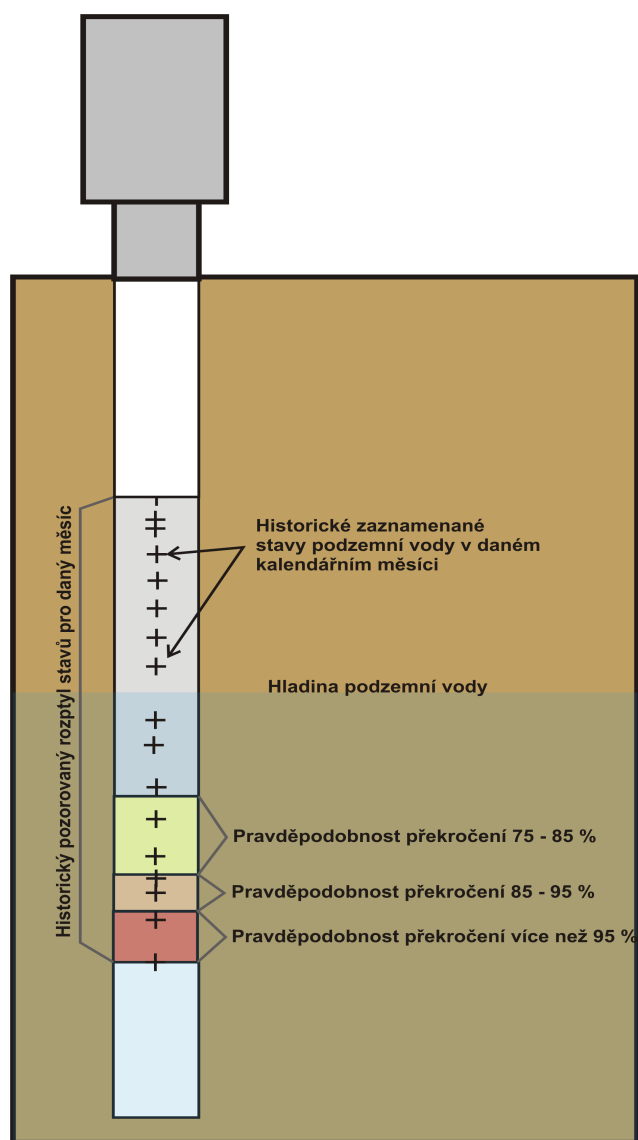 Historické zaznamenané
stavy podzemní vody v daném
kalendářním měsíci
Historický pozorovaný rozptyl stavů pro daný měsíc
Hladina podzemní vody
Pravděpodobnost překročení 75 - 85 %
Pravděpodobnost překročení 85 - 95 %
Pravděpodobnost překročení více než 95 %